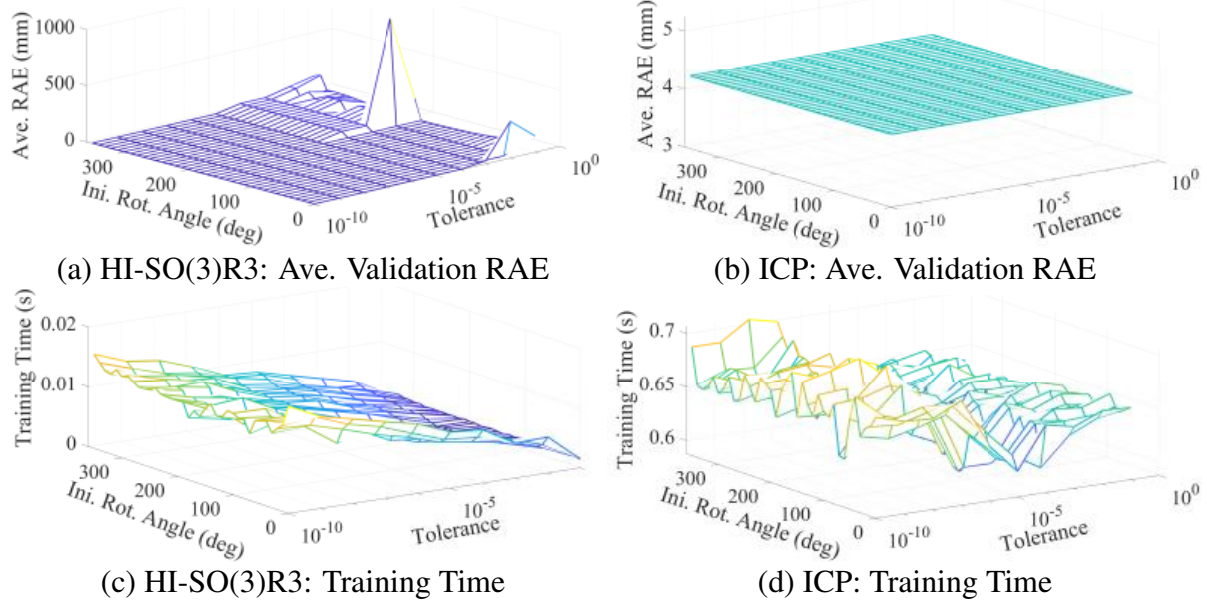 Ave. RAE (mm)
1000
500
0
300
200
100
0
Ini. Rot. Angle (deg)
10^-10
10^-5
10^0
Tolerance
(a) HI-SO(3)R3: Ave. Validation RAE
Ave. RAE (mm)
5
4
3
300
200
100
0
Ini. Rot. Angle (deg)
10^-10
10^-5
10^0
Tolerance
(b) ICP: Ave. Validation RAE
Training Time (s)
0.02
0.01
0
300
200
100
0
Ini. Rot. Angle (deg)
10^-10
10^-5
Tolerance
(c) HI-SO(3)R3: Training Time
Training Time (s)
0.7
0.65
0.6
300
200
100
0
Ini. Rot. Angle (deg)
10^-10
10^-5
10^0
Tolerance
(d) ICP: Training Time